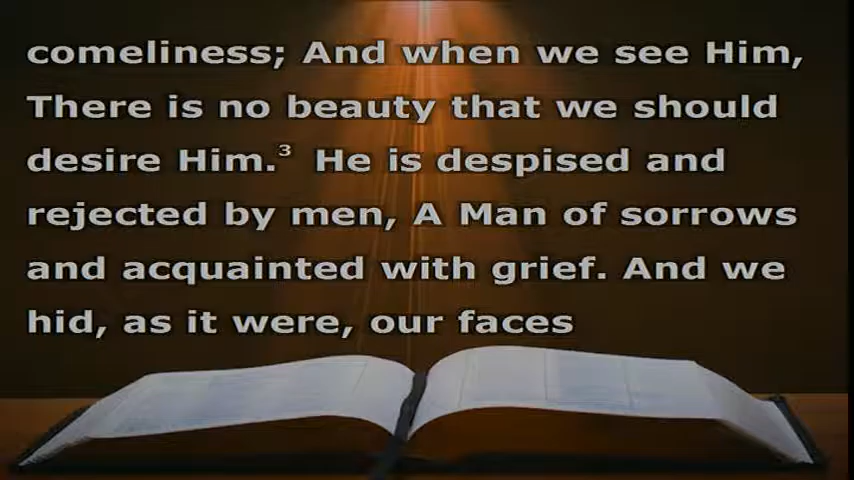 comeliness; And when we see Him,
There is no beauty that we should
desire Him.³ He is despised and
rejected by men, A Man of sorrows
and acquainted with grief. And we
hid, as it were, our faces